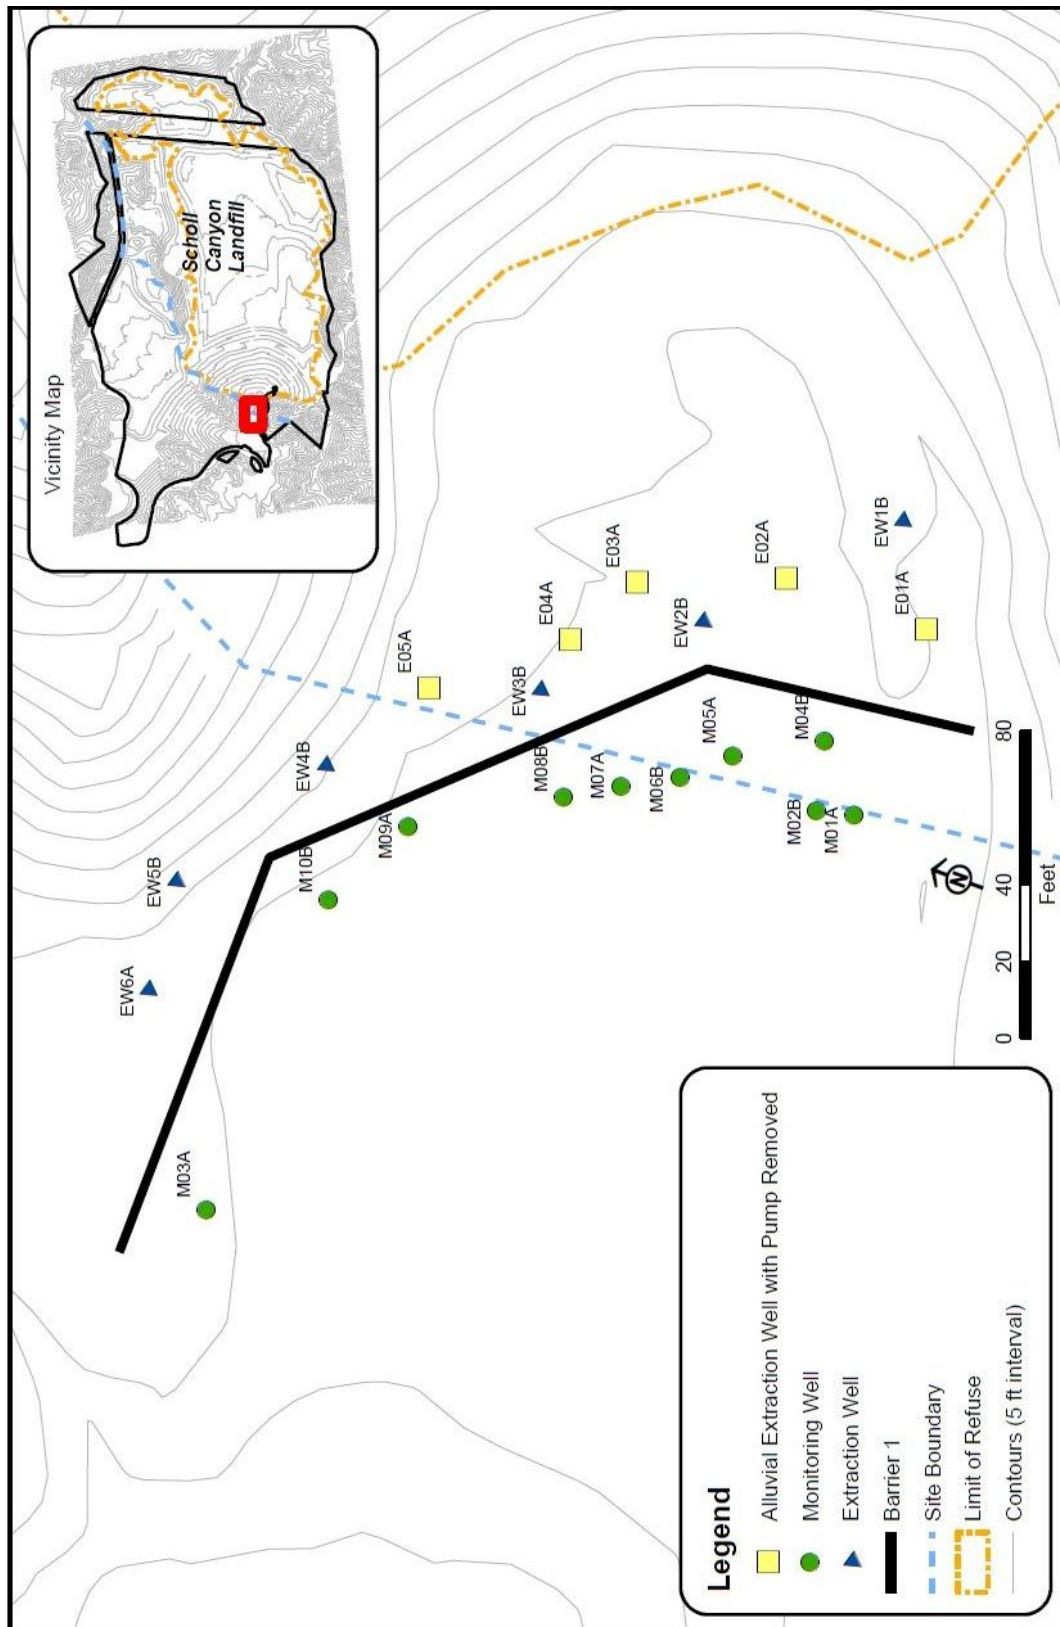 Vicinity Map
Scholl
Canyon
Landfill
EW6A
EW5B
EW4B
M03A
M10B
M09A
E05A
EW3B
E04A
M08B
E03A
M07A
M06B
EW2B
M05A
E02A
M04B
M02B
M01A
E01A
EW1B
N
0
20
40
80
Feet
Legend
Alluvial Extraction Well with Pump Removed
Monitoring Well
Extraction Well
Barrier 1
Site Boundary
Limit of Refuse
Contours (5 ft interval)